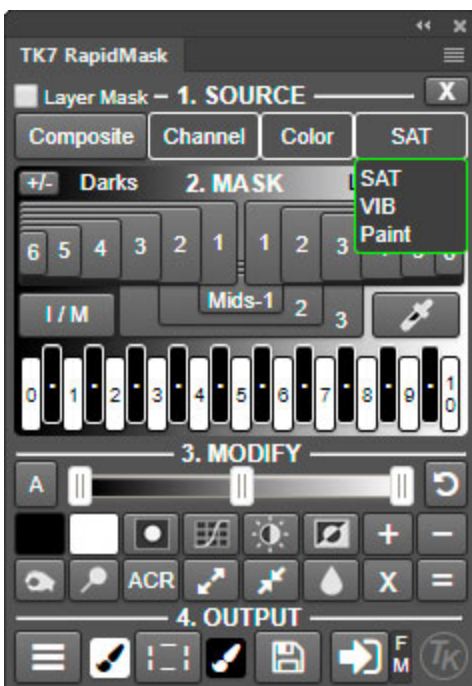 TK7 RapidMask
Layer Mask 1. SOURCE X
Composite Channel Color SAT
SAT
VIB
Paint
+/- Darks 2. MASK
6 5 4 3 2 1 1 2 3
I / M Mids-1 2 3
0 1 2 3 4 5 6 7 8 9 10
3. MODIFY
A
+ −
ACR X =
4. OUTPUT
F
M
TK